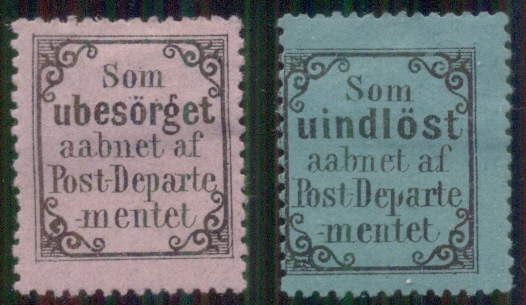 Som
ubesörget
aabnet af
Post-Departe
-mentet
Som
uindlöst
aabnet af
Post-Departe
-mentet